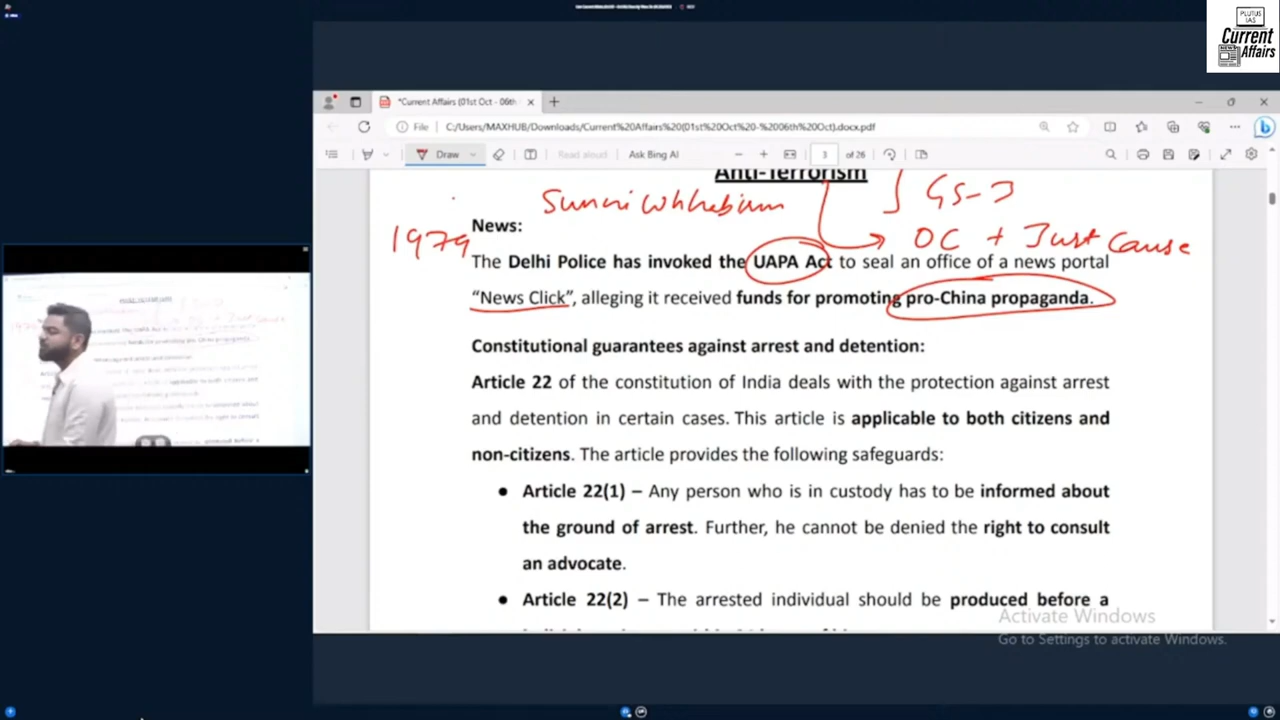 PLUTUS IAS
Current
NEWS
Affairs
*Current Affairs (01st Oct - 06th
File
C:/Users/MAXHUB/Downloads/Current%20Affairs(01st%20Oct%20-%2006th%20Oct).docx.pdf
Draw
Read aloud
Ask Bing AI
3
of 26
Anti-Terrorism
GS-3
Sunni Whhabium
1979
OC + Just Cause
News:
The Delhi Police has invoked the UAPA Act to seal an office of a news portal
“News Click”, alleging it received funds for promoting pro-China propaganda.
Constitutional guarantees against arrest and detention:
Article 22 of the constitution of India deals with the protection against arrest
and detention in certain cases. This article is applicable to both citizens and
non-citizens. The article provides the following safeguards:
● Article 22(1) – Any person who is in custody has to be informed about
the ground of arrest. Further, he cannot be denied the right to consult
an advocate.
● Article 22(2) – The arrested individual should be produced before a
Activate Windows
Go to Settings to activate Windows.